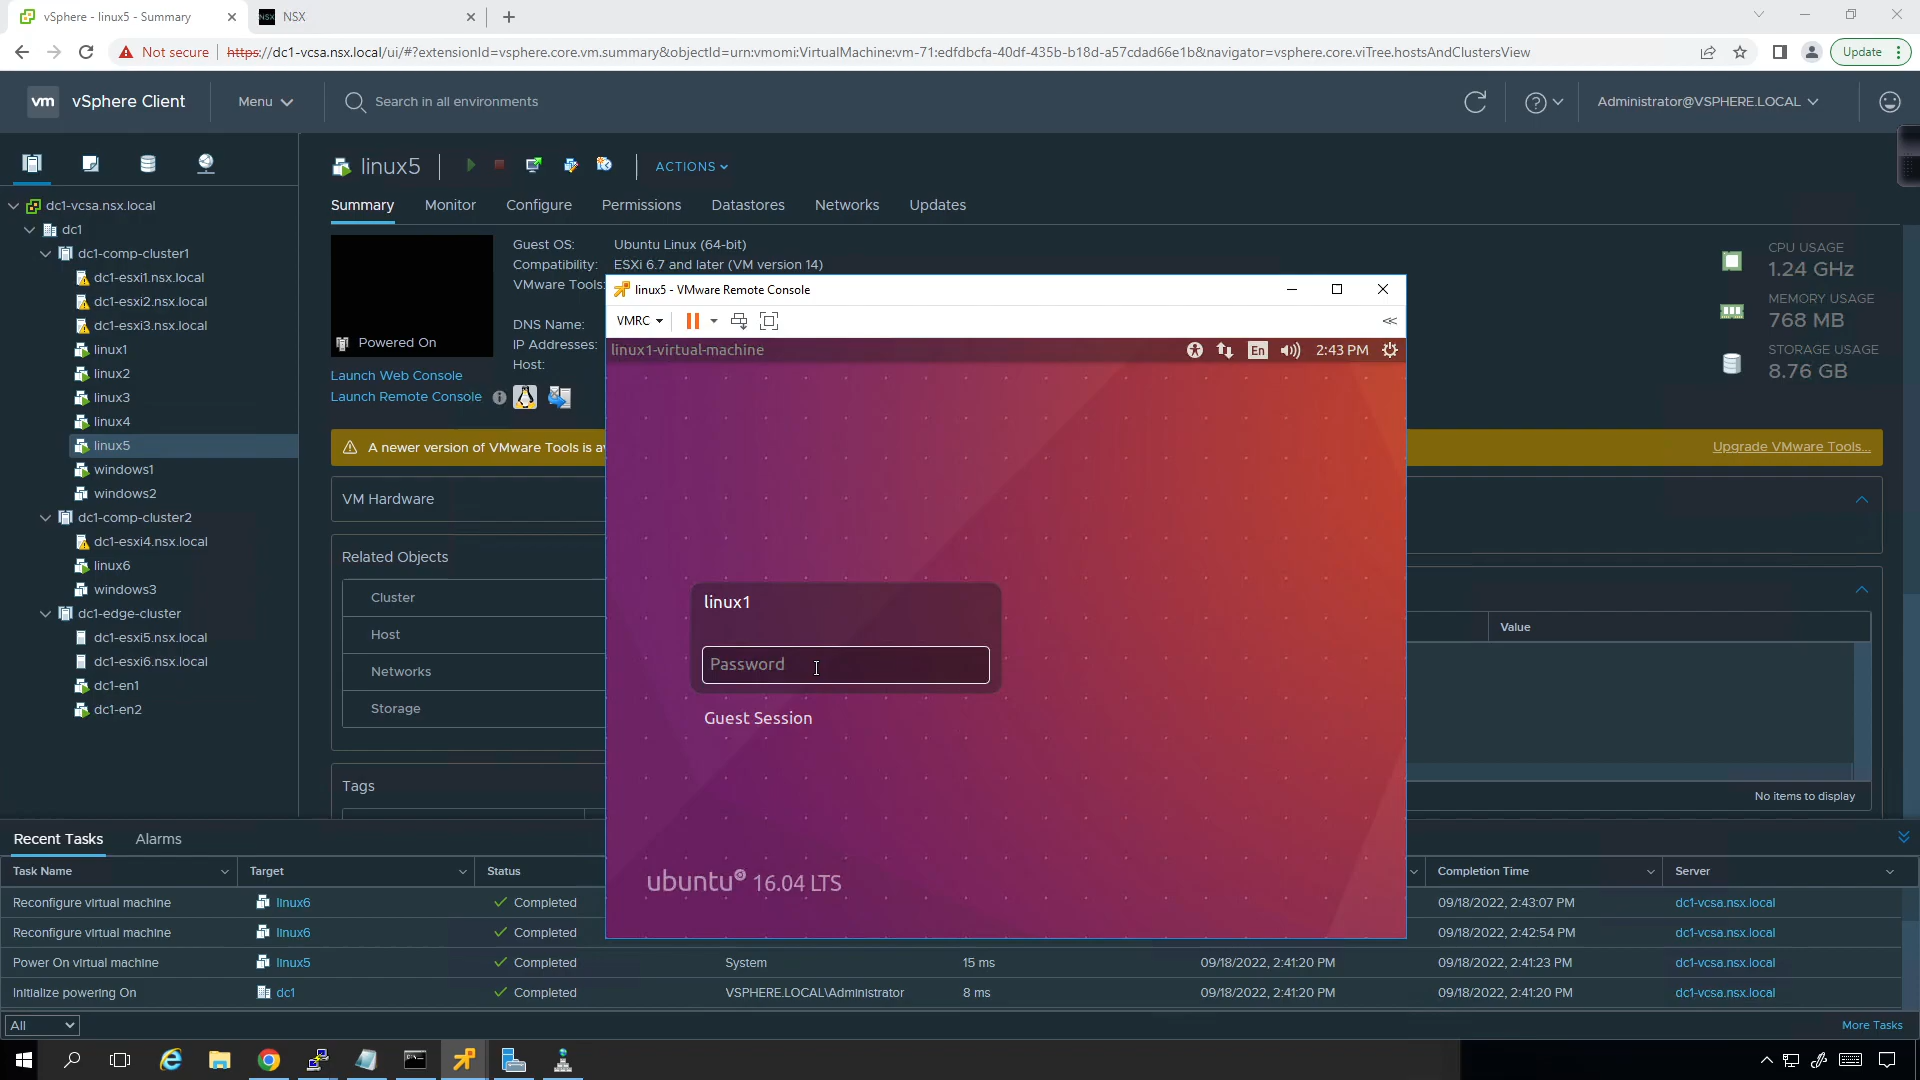 vSphere - linux5 - Summary
NSX
NSX
Not secure
https://dc1-vcsa.nsx.local/ui/#?extensionId=vsphere.core.vm.summary&objectId=urn:vmomi:VirtualMachine:vm-71:edfdbcfa-40df-435b-b18d-a57cdad66e1b&navigator=vsphere.core.viTree.hostsAndClustersView
Update
vm
vSphere Client
Menu
Search in all environments
Administrator@VSPHERE.LOCAL
dc1-vcsa.nsx.local
dc1
dc1-comp-cluster1
dc1-esxi1.nsx.local
dc1-esxi2.nsx.local
dc1-esxi3.nsx.local
linux1
linux2
linux3
linux4
linux5
windows1
windows2
dc1-comp-cluster2
dc1-esxi4.nsx.local
linux6
windows3
dc1-edge-cluster
dc1-esxi5.nsx.local
dc1-esxi6.nsx.local
dc1-en1
dc1-en2
linux5
ACTIONS
Summary Monitor Configure Permissions Datastores Networks Updates
Powered On
Launch Web Console
Launch Remote Console
Guest OS: Ubuntu Linux (64-bit)
Compatibility: ESXi 6.7 and later (VM version 14)
VMware Tools:
DNS Name:
IP Addresses:
Host:
CPU USAGE
1.24 GHz
MEMORY USAGE
768 MB
STORAGE USAGE
8.76 GB
A newer version of VMware Tools is av
Upgrade VMware Tools...
VM Hardware
Related Objects
Cluster
Host
Networks
Storage
Tags
Value
No items to display
linux5 - VMware Remote Console
VMRC
<<
linux1-virtual-machine
En
2:43 PM
linux1
Password
Guest Session
ubuntu® 16.04 LTS
Recent Tasks Alarms
Task Name Target Status Completion Time Server
Reconfigure virtual machine linux6 Completed 09/18/2022, 2:43:07 PM dc1-vcsa.nsx.local
Reconfigure virtual machine linux6 Completed 09/18/2022, 2:42:54 PM dc1-vcsa.nsx.local
Power On virtual machine linux5 Completed System 15 ms 09/18/2022, 2:41:20 PM 09/18/2022, 2:41:23 PM dc1-vcsa.nsx.local
Initialize powering On dc1 Completed VSPHERE.LOCAL\Administrator 8 ms 09/18/2022, 2:41:20 PM 09/18/2022, 2:41:20 PM dc1-vcsa.nsx.local
All
More Tasks